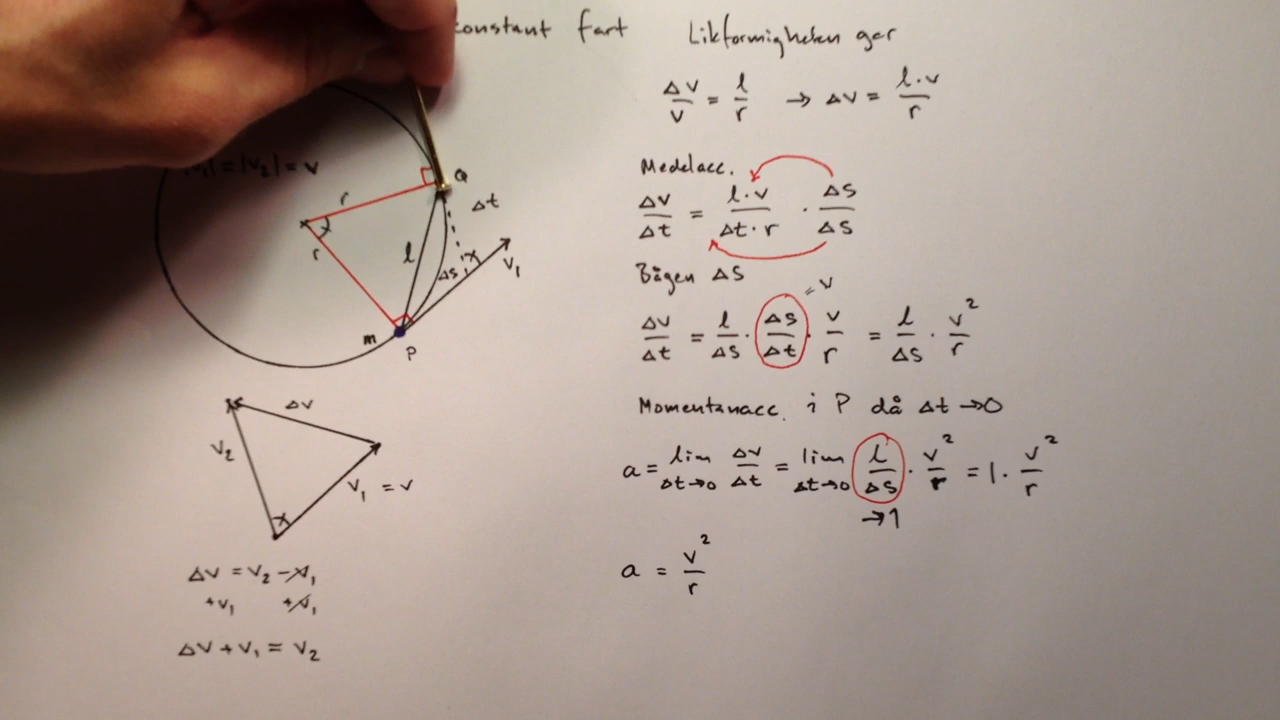 constant fart
|V₁| = |V₂| = V
r
r
Q
Δt
l
Δs
V₁
m
P
ΔV
V₂
V₁ = V
ΔV = V₂ - V₁
+V₁ +V₁
ΔV + V₁ = V₂
Likformigheten ger
ΔV/V = l/r → ΔV = l·V/r
Medelacc.
ΔV/Δt = l·V/Δt·r · Δs/Δs
Bågen Δs
= V
ΔV/Δt = l/Δs · Δs/Δt · V/r = l/Δs · V²/r
Momentanacc. i P då Δt → 0
a = lim Δt→0 ΔV/Δt = lim Δt→0 l/Δs · V²/r = 1 · V²/r
→ 1
a = V²/r